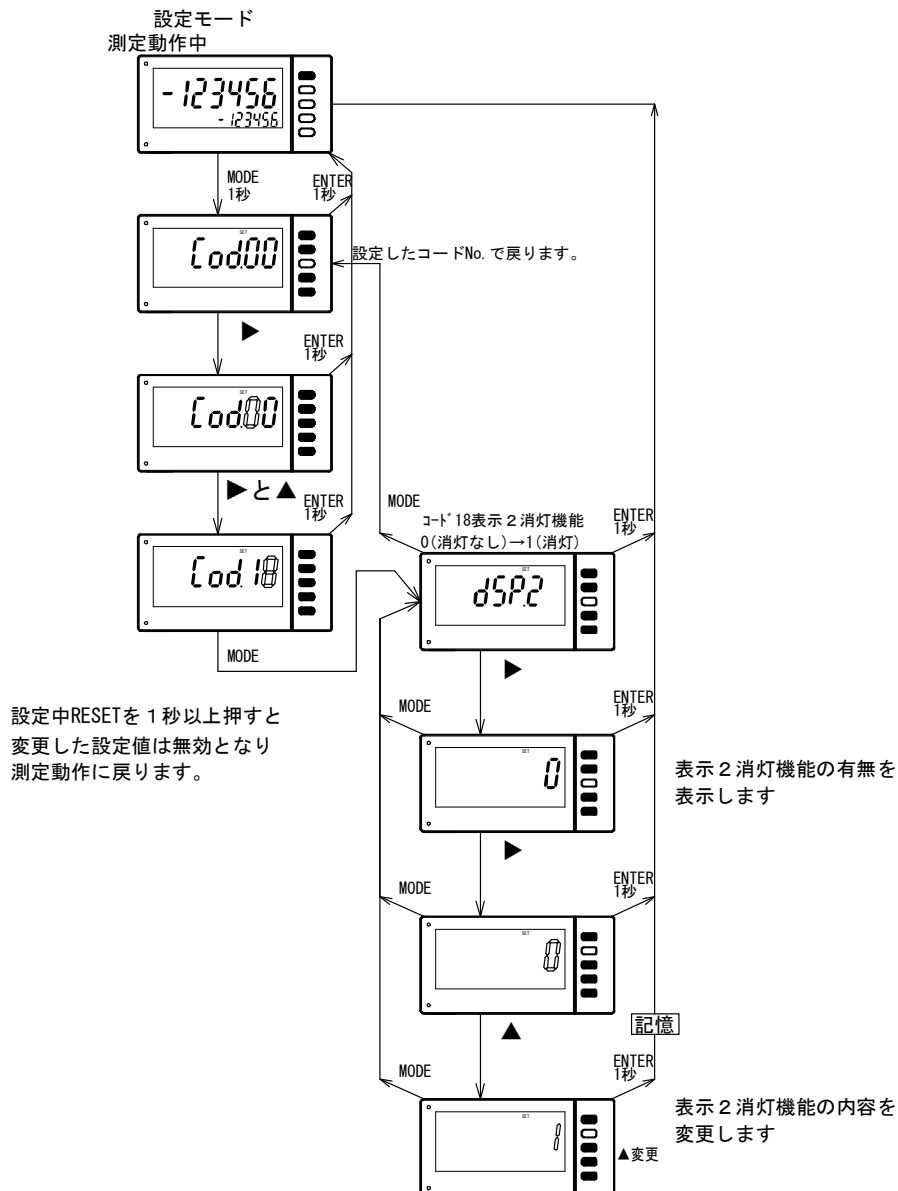 設定モード
測定動作中
-123456
-123456
MODE
1秒
ENTER
1秒
SET
Cod.00
設定したコードNo.で戻ります。
▶
ENTER
1秒
SET
Cod.00
▶と▲
ENTER
1秒
SET
Cod.18
MODE
MODE
コード18表示２消灯機能
0(消灯なし)→1(消灯)
ENTER
1秒
SET
dSP.2
▶
設定中RESETを１秒以上押すと
変更した設定値は無効となり
測定動作に戻ります。
MODE
ENTER
1秒
SET
0
表示２消灯機能の有無を
表示します
▶
MODE
ENTER
1秒
SET
0
▲
記憶
MODE
ENTER
1秒
SET
1
▲変更
表示２消灯機能の内容を
変更します